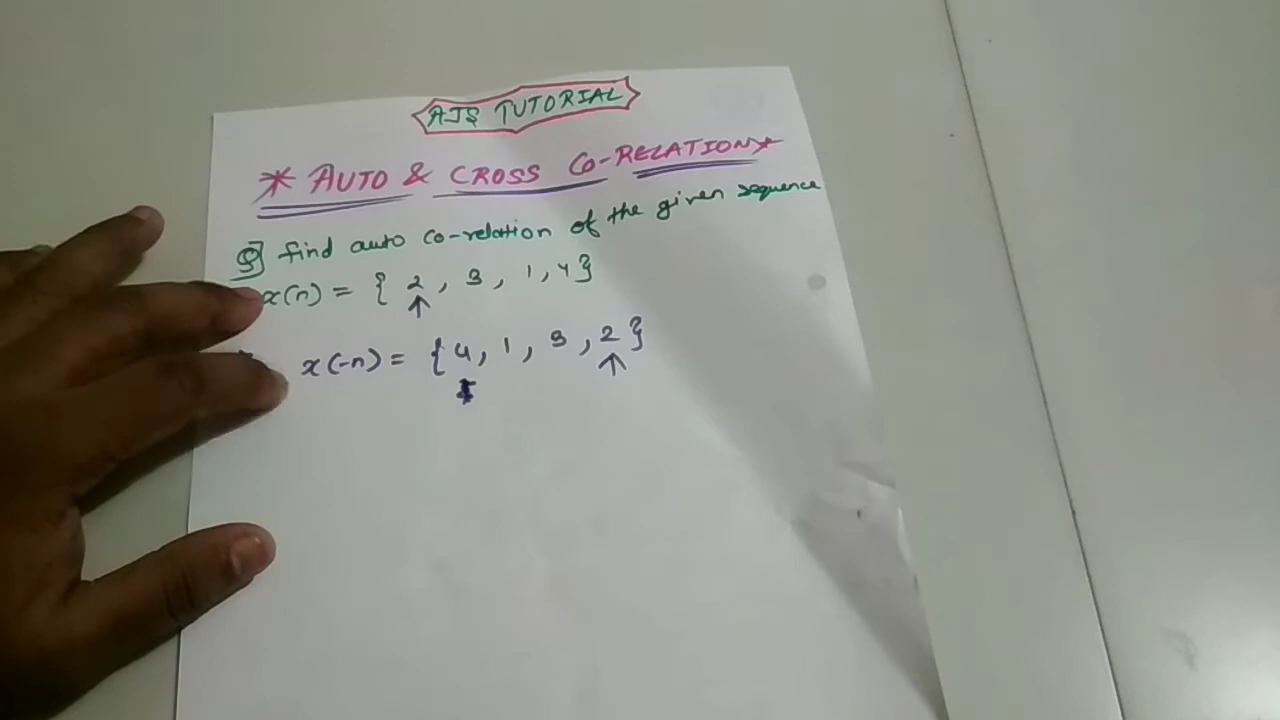 AJS TUTORIAL
* AUTO & CROSS CO-RELATION *
Q] find auto co-relation of the given sequence
x(n) = { 2, 3, 1, 4 }
↑
x(-n) = { 4, 1, 3, 2 }
↑